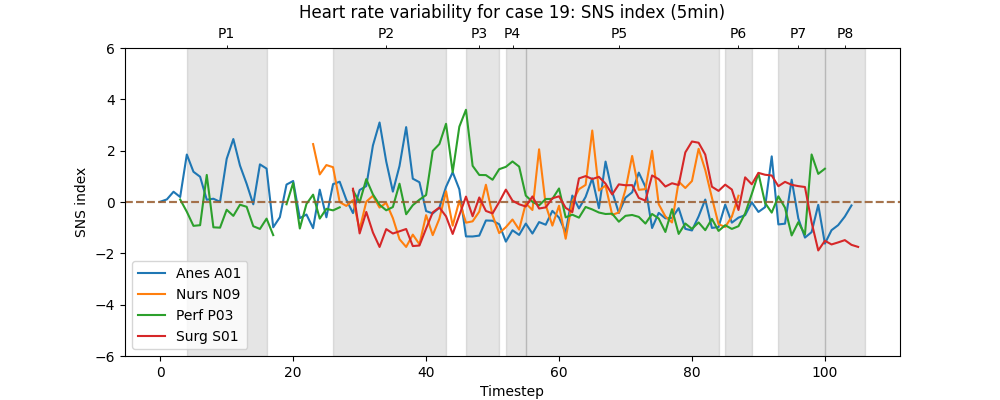 Heart rate variability for case 19: SNS index (5min)
P1 P2 P3 P4 P5 P6 P7 P8
6
4
2
0
−2
−4
−6
SNS index
Anes A01
Nurs N09
Perf P03
Surg S01
0 20 40 60 80 100
Timestep